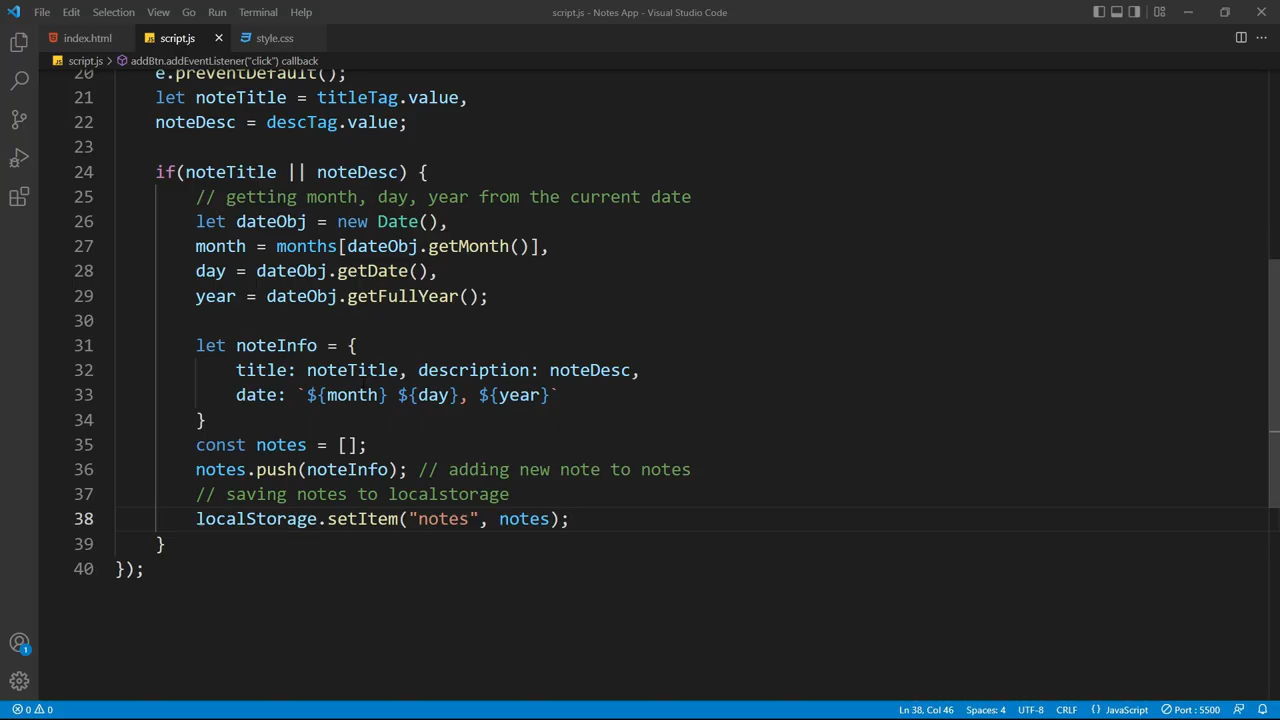 File Edit Selection View Go Run Terminal Help
script.js - Notes App - Visual Studio Code
index.html script.js style.css
script.js > addBtn.addEventListener("click") callback
20 e.preventDefault();
21 let noteTitle = titleTag.value,
22 noteDesc = descTag.value;
23
24 if(noteTitle || noteDesc) {
25 // getting month, day, year from the current date
26 let dateObj = new Date(),
27 month = months[dateObj.getMonth()],
28 day = dateObj.getDate(),
29 year = dateObj.getFullYear();
30
31 let noteInfo = {
32 title: noteTitle, description: noteDesc,
33 date: `${month} ${day}, ${year}`
34 }
35 const notes = [];
36 notes.push(noteInfo); // adding new note to notes
37 // saving notes to localstorage
38 localStorage.setItem("notes", notes);
39 }
40 });
1
0 0 Ln 38, Col 46 Spaces: 4 UTF-8 CRLF {} JavaScript Port : 5500